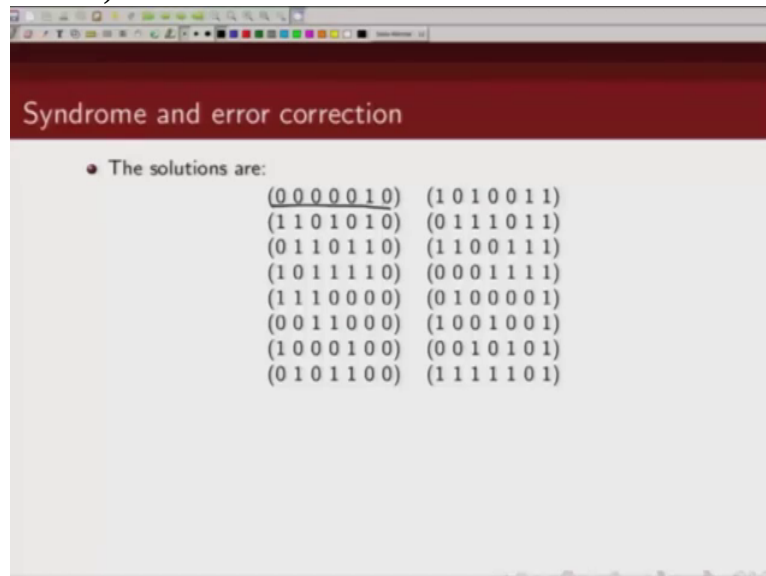 Syndrome and error correction
The solutions are:
(0 0 0 0 0 1 0) (1 0 1 0 0 1 1)
(1 1 0 1 0 1 0) (0 1 1 1 0 1 1)
(0 1 1 0 1 1 0) (1 1 0 0 1 1 1)
(1 0 1 1 1 1 0) (0 0 0 1 1 1 1)
(1 1 1 0 0 0 0) (0 1 0 0 0 0 1)
(0 0 1 1 0 0 0) (1 0 0 1 0 0 1)
(1 0 0 0 1 0 0) (0 0 1 0 1 0 1)
(0 1 0 1 1 0 0) (1 1 1 1 1 0 1)